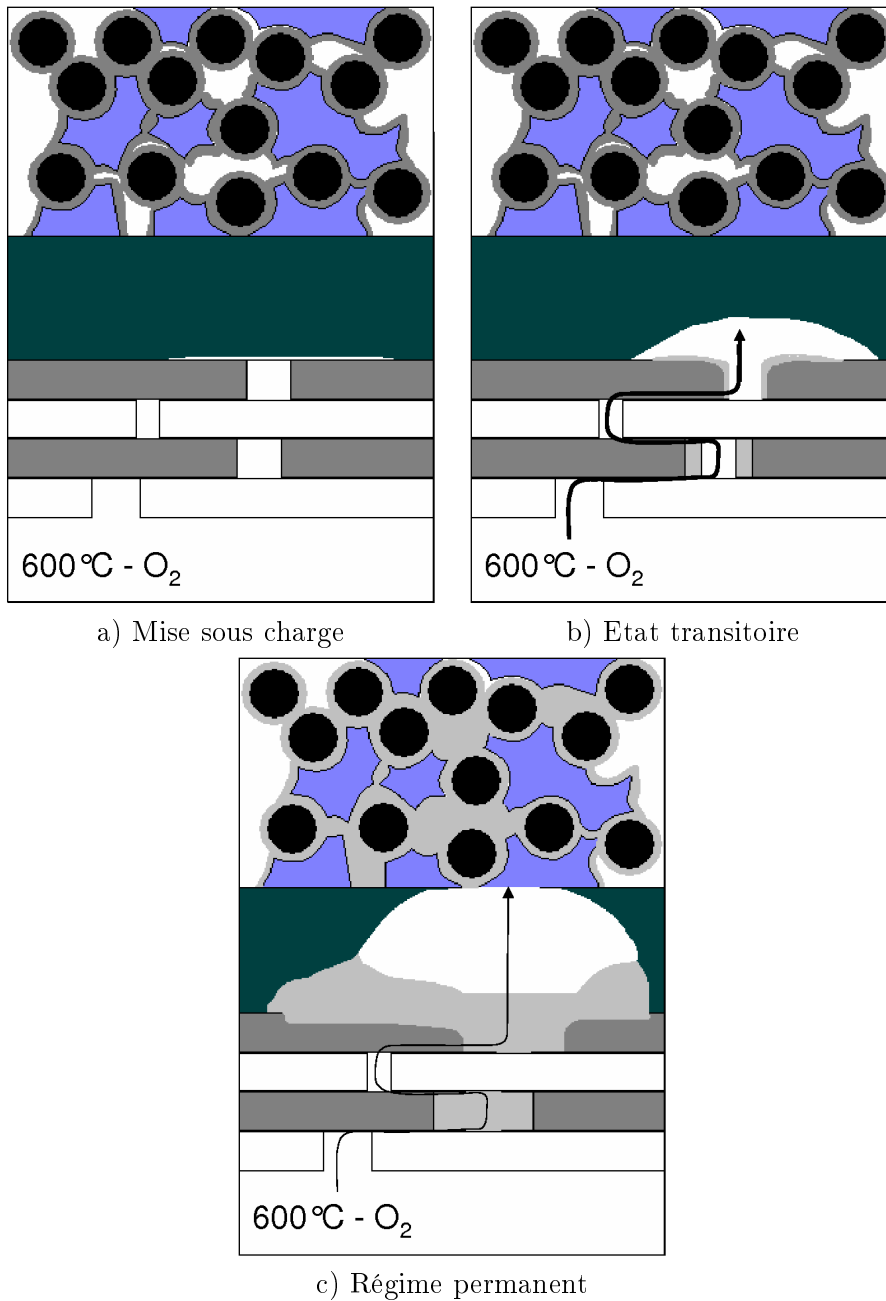 600°C - O₂
600°C - O₂
a) Mise sous charge
b) Etat transitoire
600°C - O₂
c) Régime permanent